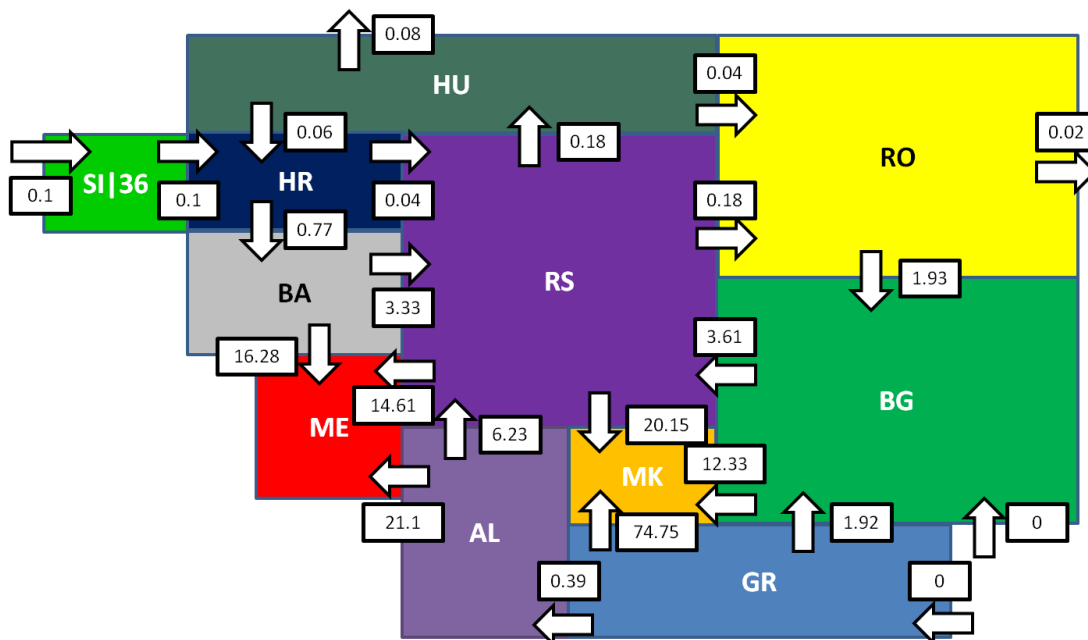 0.08
HU
0.04
0.06
0.18
RO
0.02
SI|36
HR
0.1
0.1
0.04
0.18
0.77
BA
RS
3.33
1.93
16.28
3.61
14.61
BG
ME
6.23
20.15
MK
12.33
21.1
AL
74.75
1.92
0
0.39
GR
0